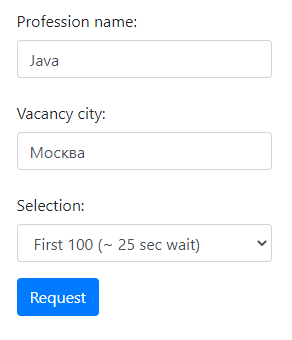 Profession name:
Java
Vacancy city:
Москва
Selection:
First 100 (~ 25 sec wait)
Request